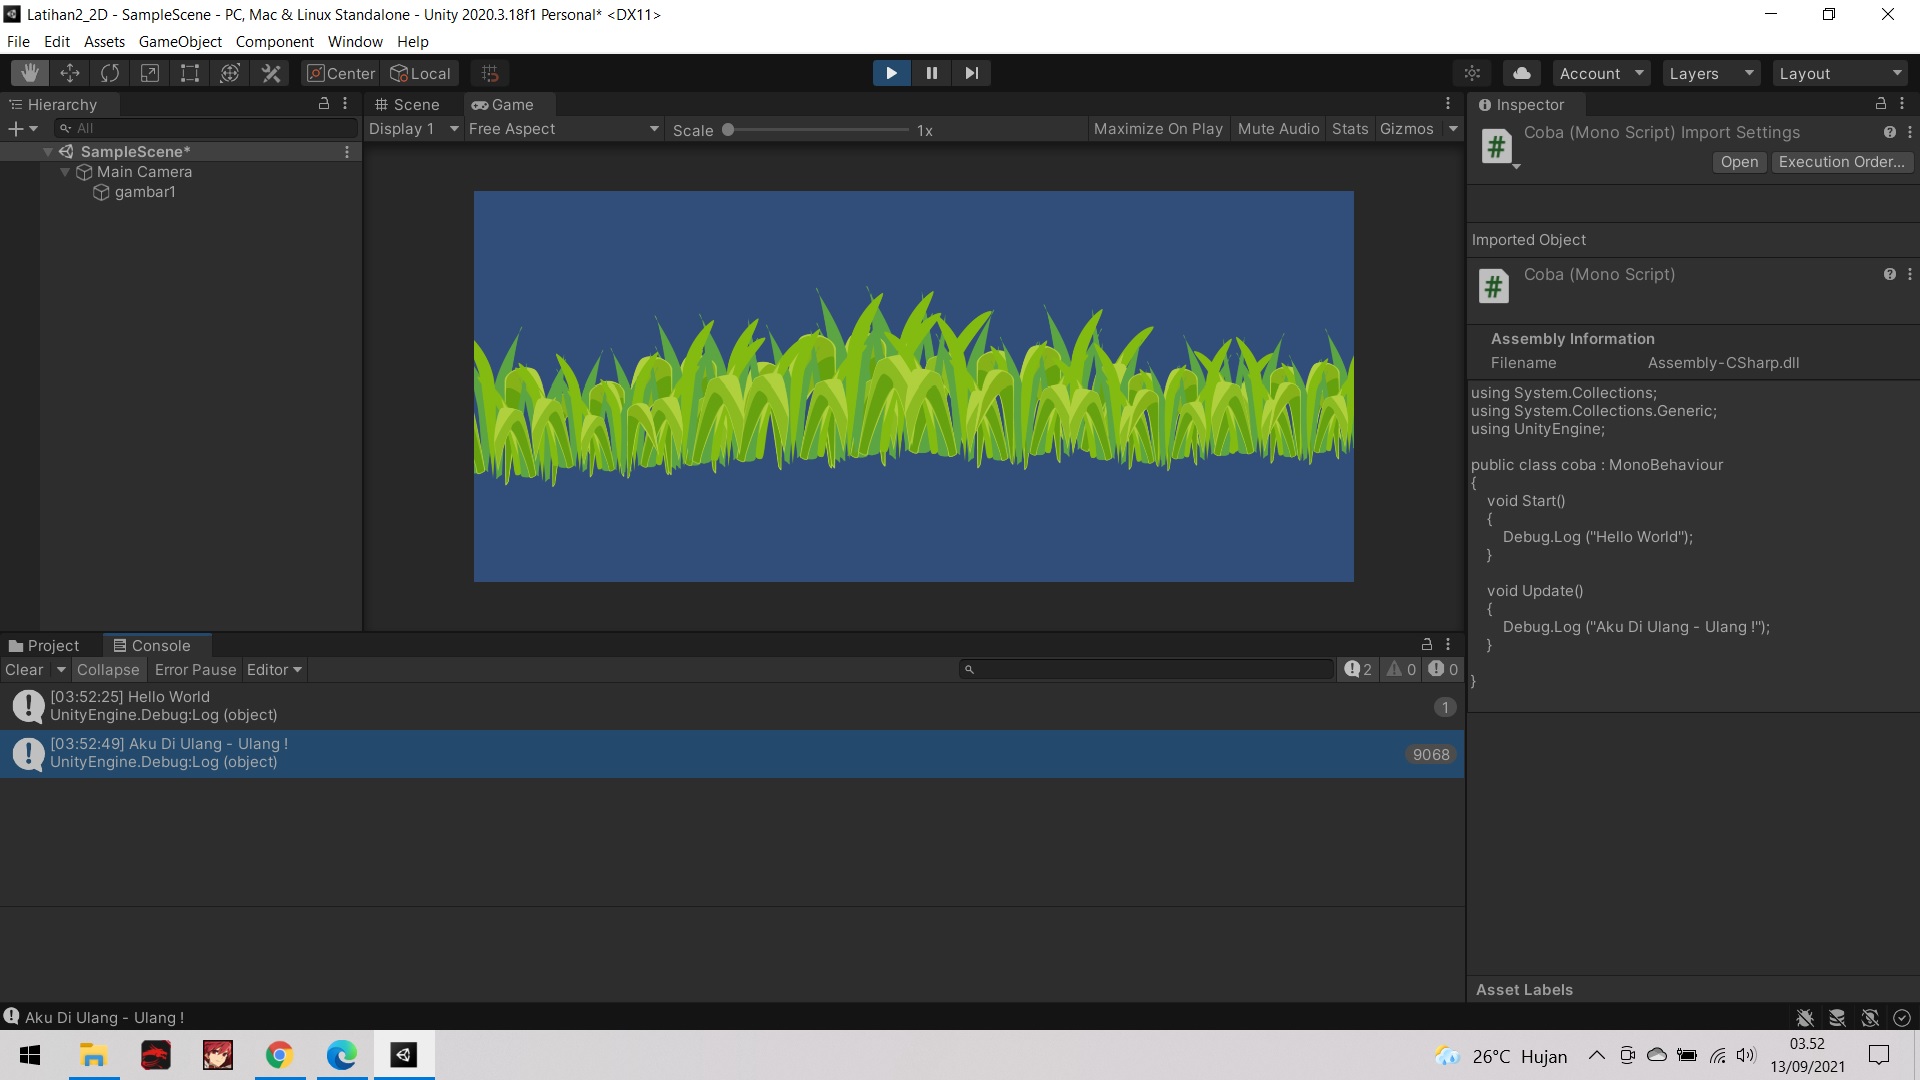 Latihan2_2D - SampleScene - PC, Mac & Linux Standalone - Unity 2020.3.18f1 Personal* <DX11>
File Edit Assets GameObject Component Window Help
Center Local Account Layers Layout
Hierarchy
All
SampleScene*
Main Camera
gambar1
Scene Game
Display 1 Free Aspect Scale 1x Maximize On Play Mute Audio Stats Gizmos
Inspector
Coba (Mono Script) Import Settings
Open Execution Order...
Imported Object
Coba (Mono Script)
Assembly Information
Filename Assembly-CSharp.dll
using System.Collections;
using System.Collections.Generic;
using UnityEngine;
public class coba : MonoBehaviour
{
void Start()
{
Debug.Log ("Hello World");
}
void Update()
{
Debug.Log ("Aku Di Ulang - Ulang !");
}
}
Asset Labels
Project Console
Clear Collapse Error Pause Editor 2 0 0
[03:52:25] Hello World
UnityEngine.Debug:Log (object)
1
[03:52:49] Aku Di Ulang - Ulang !
UnityEngine.Debug:Log (object)
9068
Aku Di Ulang - Ulang !
26°C Hujan
03.52
13/09/2021